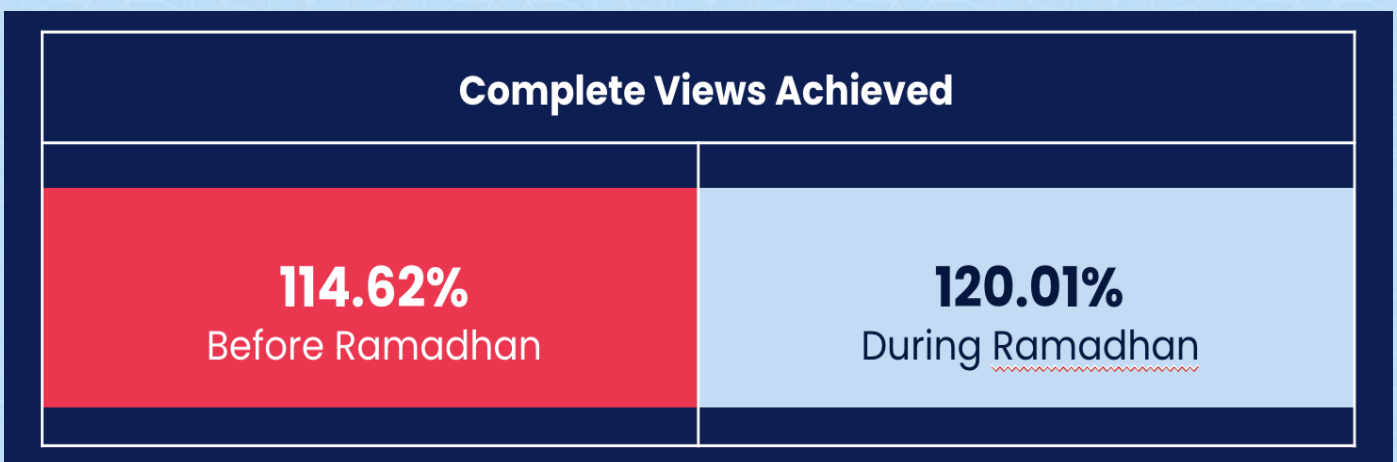 Complete Views Achieved
114.62%
Before Ramadhan
120.01%
During Ramadhan